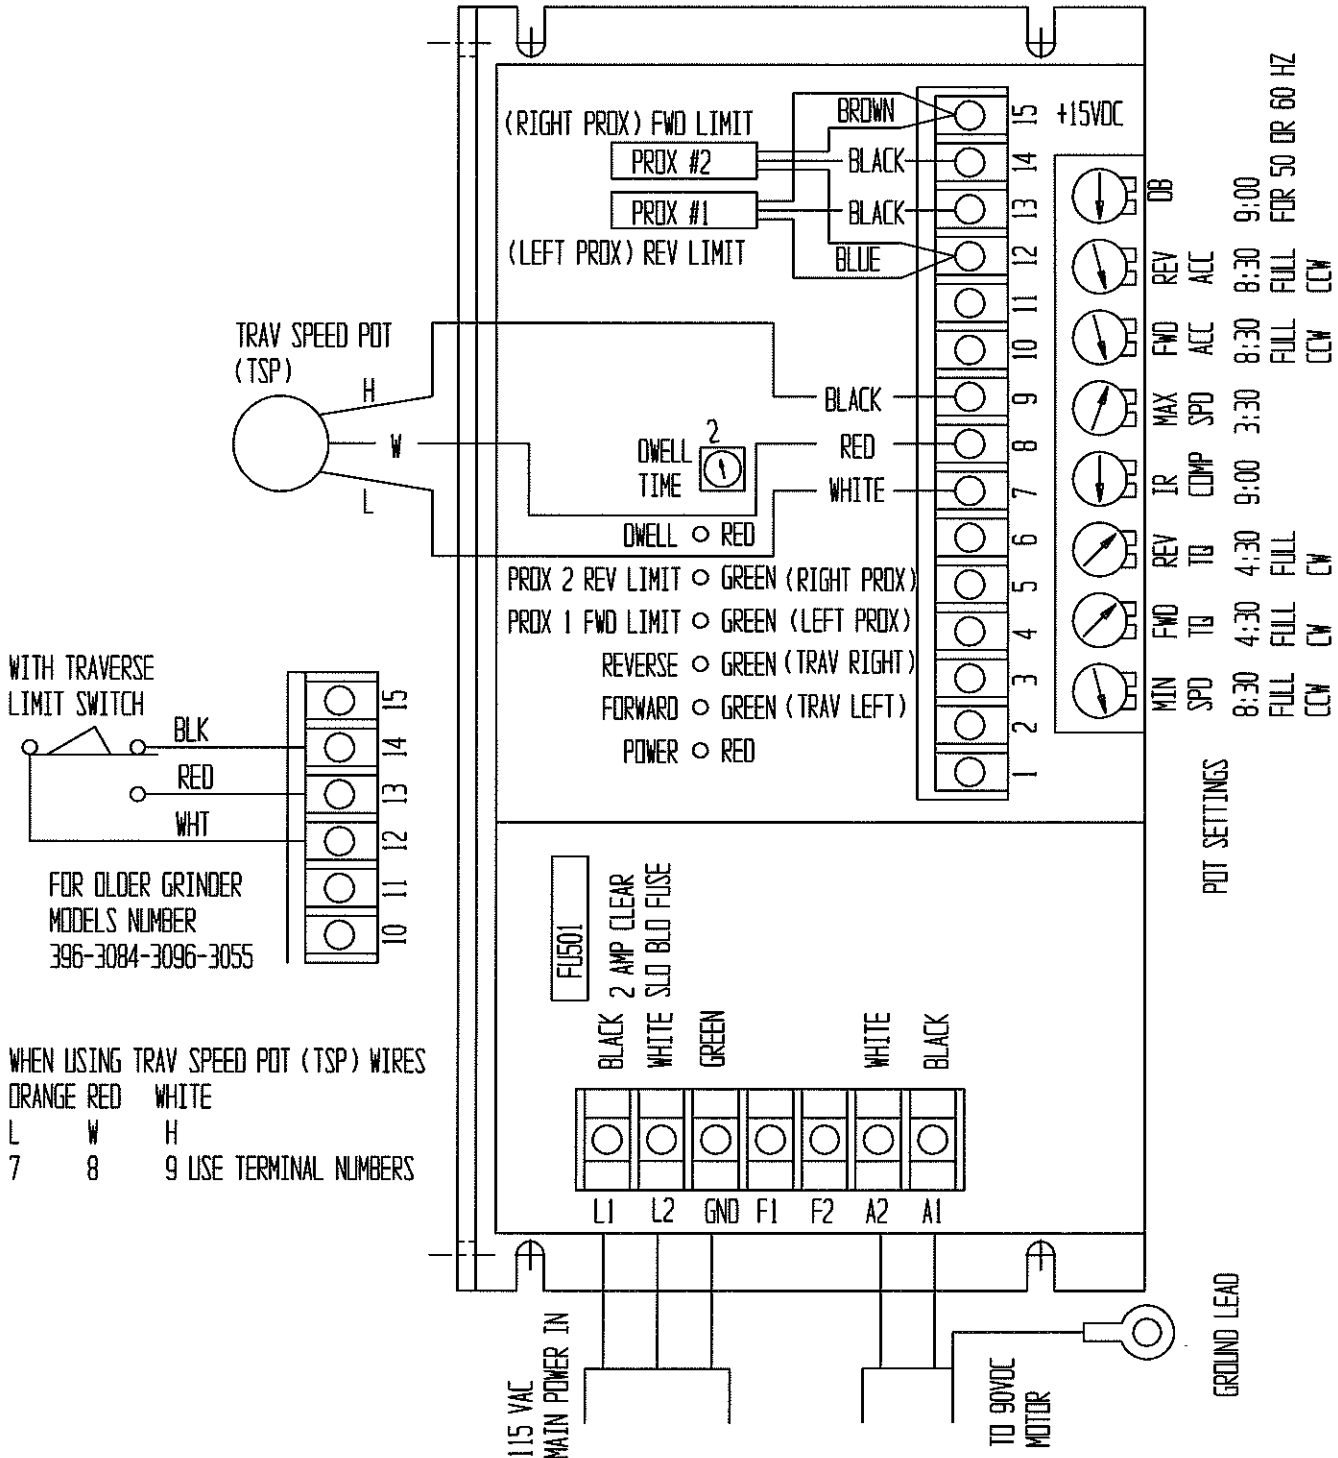 (RIGHT PROX) FWD LIMIT
PROX #2
PROX #1
(LEFT PROX) REV LIMIT
BROWN
BLACK
BLACK
BLUE
15
14
13
12
11
10
9
8
7
6
5
4
3
2
1
+15VDC
TRAV SPEED POT
(TSP)
H
W
L
BLACK
RED
WHITE
DWELL
TIME
2
DWELL RED
PROX 2 REV LIMIT GREEN (RIGHT PROX)
PROX 1 FWD LIMIT GREEN (LEFT PROX)
REVERSE GREEN (TRAV RIGHT)
FORWARD GREEN (TRAV LEFT)
POWER RED
DB
9:00
FOR 50 OR 60 HZ
REV
ACC
8:30
FULL
CCW
FWD
ACC
8:30
FULL
CCW
MAX
SPD
3:30
IR
COMP
9:00
REV
TQ
4:30
FULL
CW
FWD
TQ
4:30
FULL
CW
MIN
SPD
8:30
FULL
CCW
POT SETTINGS
WITH TRAVERSE
LIMIT SWITCH
BLK
RED
WHT
15
14
13
12
11
10
FOR OLDER GRINDER
MODELS NUMBER
396-3084-3096-3055
WHEN USING TRAV SPEED POT (TSP) WIRES
ORANGE RED WHITE
L W H
7 8 9 USE TERMINAL NUMBERS
FU501
2 AMP CLEAR
SLO BLO FUSE
BLACK
WHITE
GREEN
WHITE
BLACK
L1 L2 GND F1 F2 A2 A1
115 VAC
MAIN POWER IN
TO 90VDC
MOTOR
GROUND LEAD